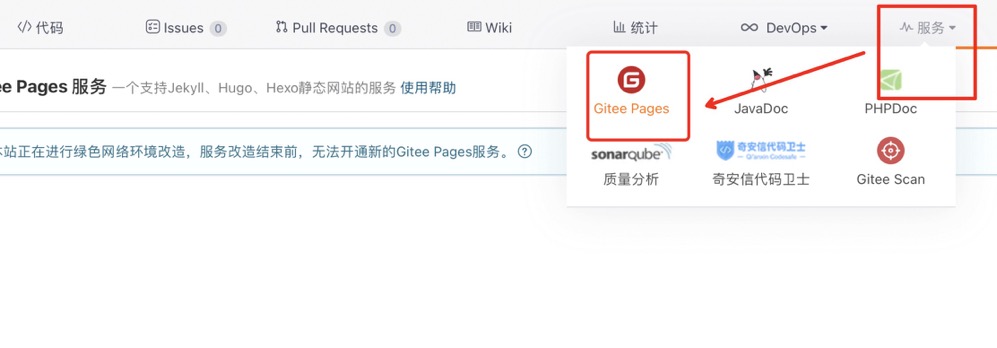 代码 Issues 0 Pull Requests 0 Wiki 统计 DevOps 服务
Pages 服务 一个支持Jekyll、Hugo、Hexo静态网站的服务 使用帮助
Gitee Pages JavaDoc PHPDoc
站正在进行绿色网络环境改造，服务改造结束前，无法开通新的Gitee Pages服务。
sonarqube 奇安信代码卫士 Qi'anxin Codesafe
质量分析 奇安信代码卫士 Gitee Scan